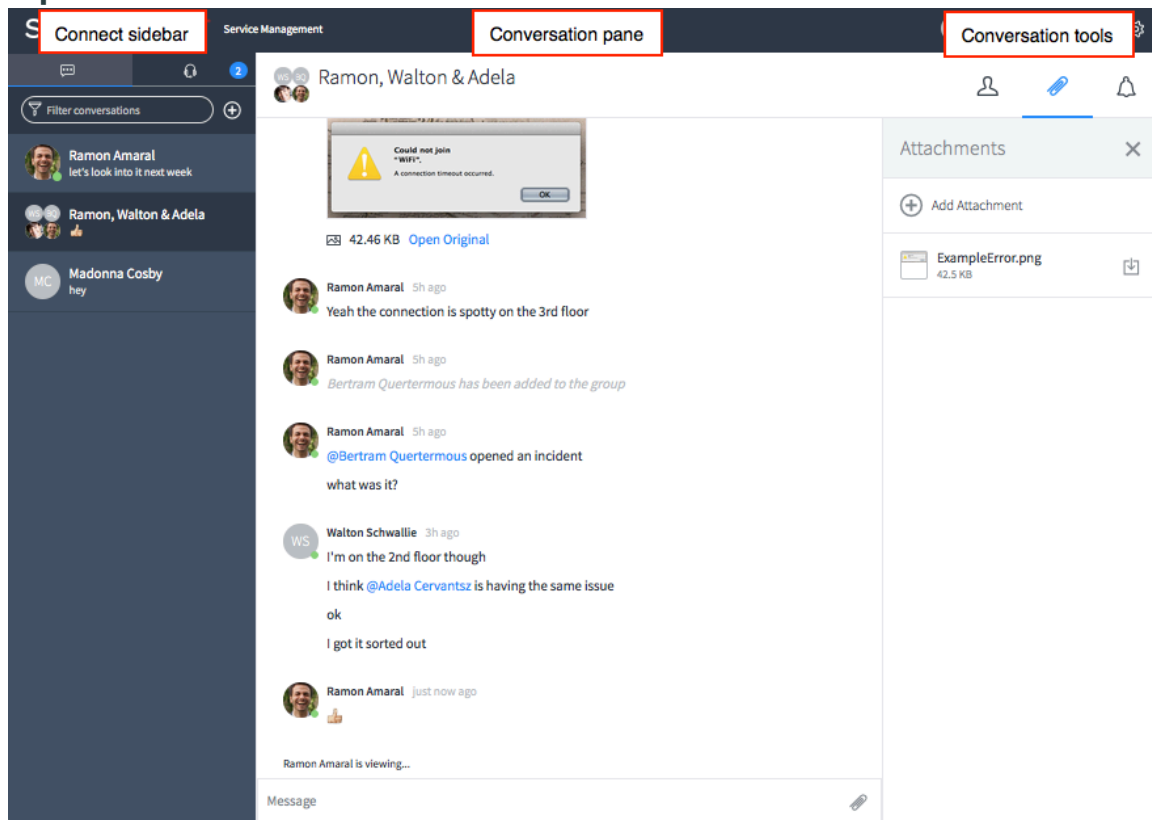 S
Connect sidebar
Service Management
Conversation pane
Conversation tools
2
Filter conversations
Ramon Amaral
let's look into it next week
WS
Ramon, Walton & Adela
MC
Madonna Cosby
hey
WS BQ
Ramon, Walton & Adela
Could not join
"WiFi".
A connection timeout occurred.
OK
42.46 KB Open Original
Ramon Amaral 5h ago
Yeah the connection is spotty on the 3rd floor
Ramon Amaral 5h ago
Bertram Quertermous has been added to the group
Ramon Amaral 5h ago
@Bertram Quertermous opened an incident
what was it?
WS
Walton Schwallie 3h ago
I'm on the 2nd floor though
I think @Adela Cervantsz is having the same issue
ok
I got it sorted out
Ramon Amaral just now ago
Ramon Amaral is viewing...
Message
Attachments
Add Attachment
ExampleError.png
42.5 KB